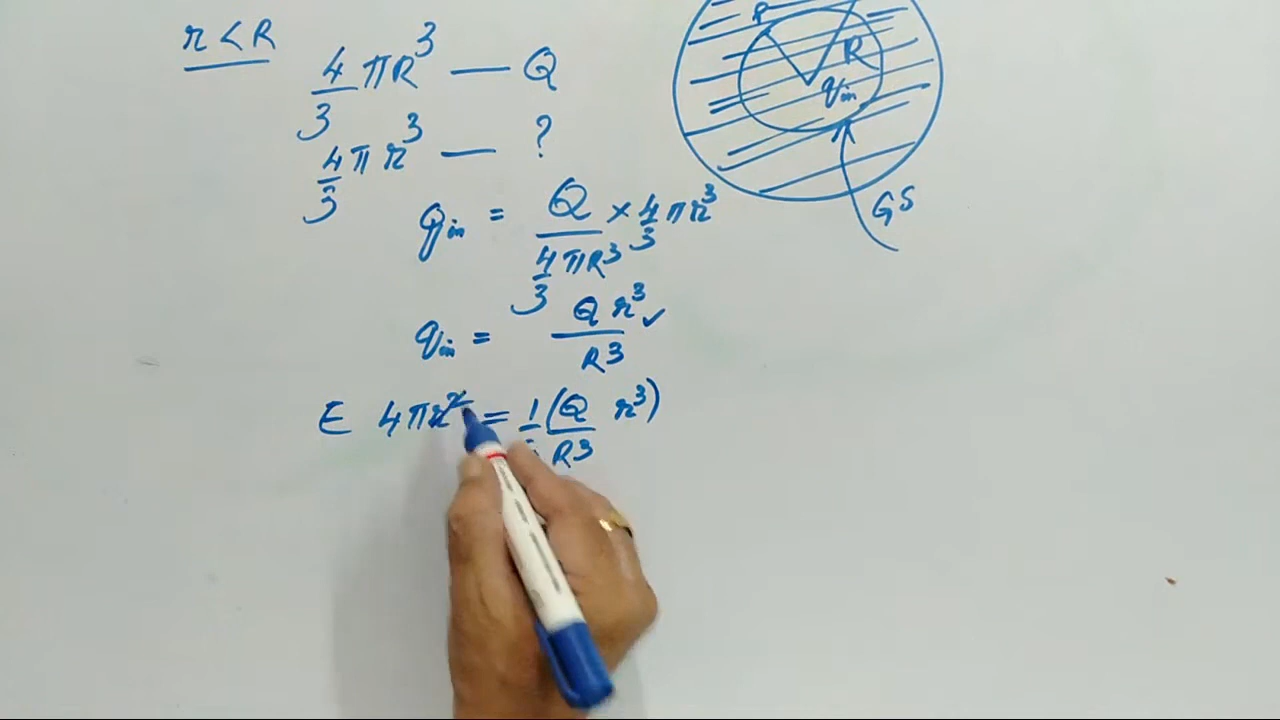 r < R
4/3 πR³ — Q
4/3 πr³ — ?
q_in = Q / (4/3 πR³) × 4/3 πr³
q_in = Q r³ / R³ ✓
E 4πr² = 1/ (Q/R³ r³)
R
q_in
GS